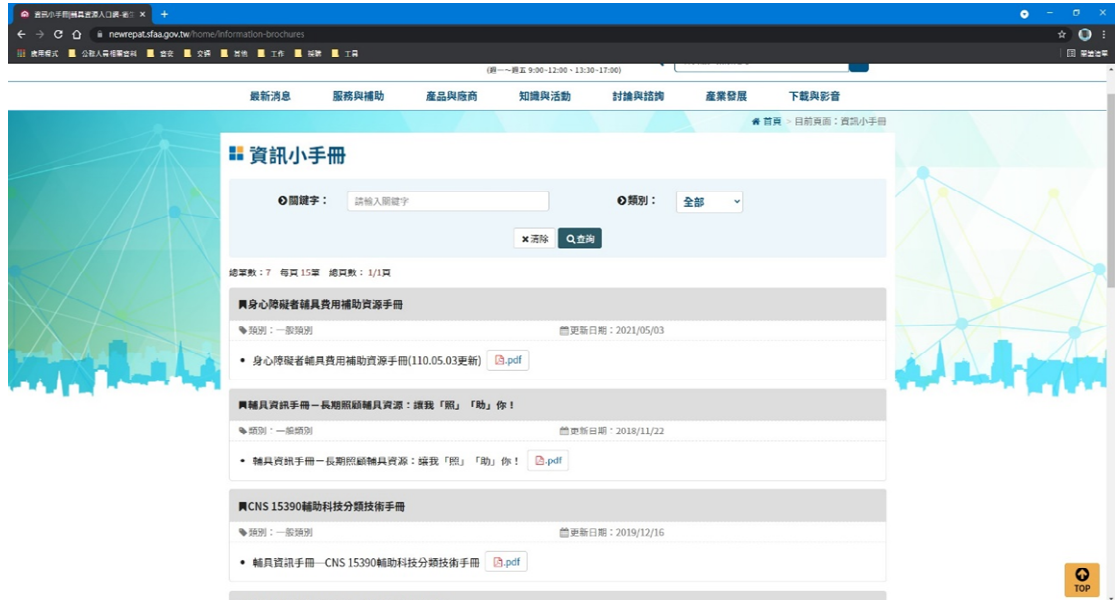 newrepat.sfaa.gov.tw/home/information-brochures
應用程式 交通 其他 工作 工具
(週一~週五 9:00-12:00、13:30-17:00)
最新消息 服務與補助 產品與廠商 知識與活動 討論與諮詢 產業發展 下載與影音
首頁 > 目前頁面:資訊小手冊
資訊小手冊
關鍵字: 請輸入關鍵字 類別: 全部
清除 查詢
總筆數:7 每頁15筆 總頁數:1/1頁
身心障礙者輔具費用補助資源手冊
類別:一般類別 更新日期:2021/05/03
• 身心障礙者輔具費用補助資源手冊(110.05.03更新) .pdf
輔具資訊手冊－長期照顧輔具資源:讓我「照」「助」你!
類別:一般類別 更新日期:2018/11/22
• 輔具資訊手冊－長期照顧輔具資源:讓我「照」「助」你! .pdf
CNS 15390輔助科技分類技術手冊
類別:一般類別 更新日期:2019/12/16
• 輔具資訊手冊—CNS 15390輔助科技分類技術手冊 .pdf
TOP